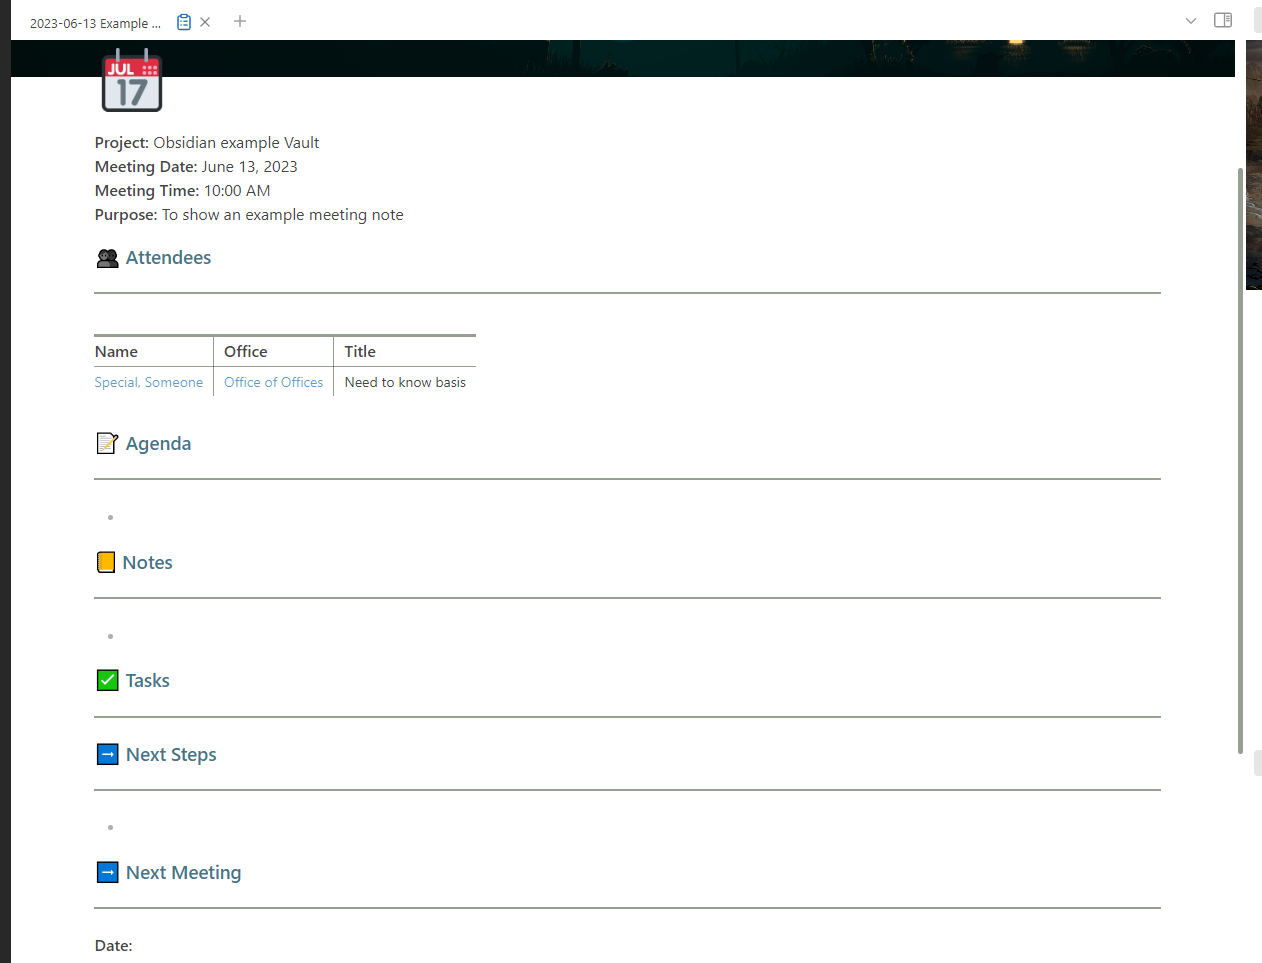 2023-06-13 Example ...
JUL
17
Project: Obsidian example Vault
Meeting Date: June 13, 2023
Meeting Time: 10:00 AM
Purpose: To show an example meeting note
Attendees
Name Office Title
Special, Someone Office of Offices Need to know basis
Agenda
Notes
Tasks
Next Steps
Next Meeting
Date: